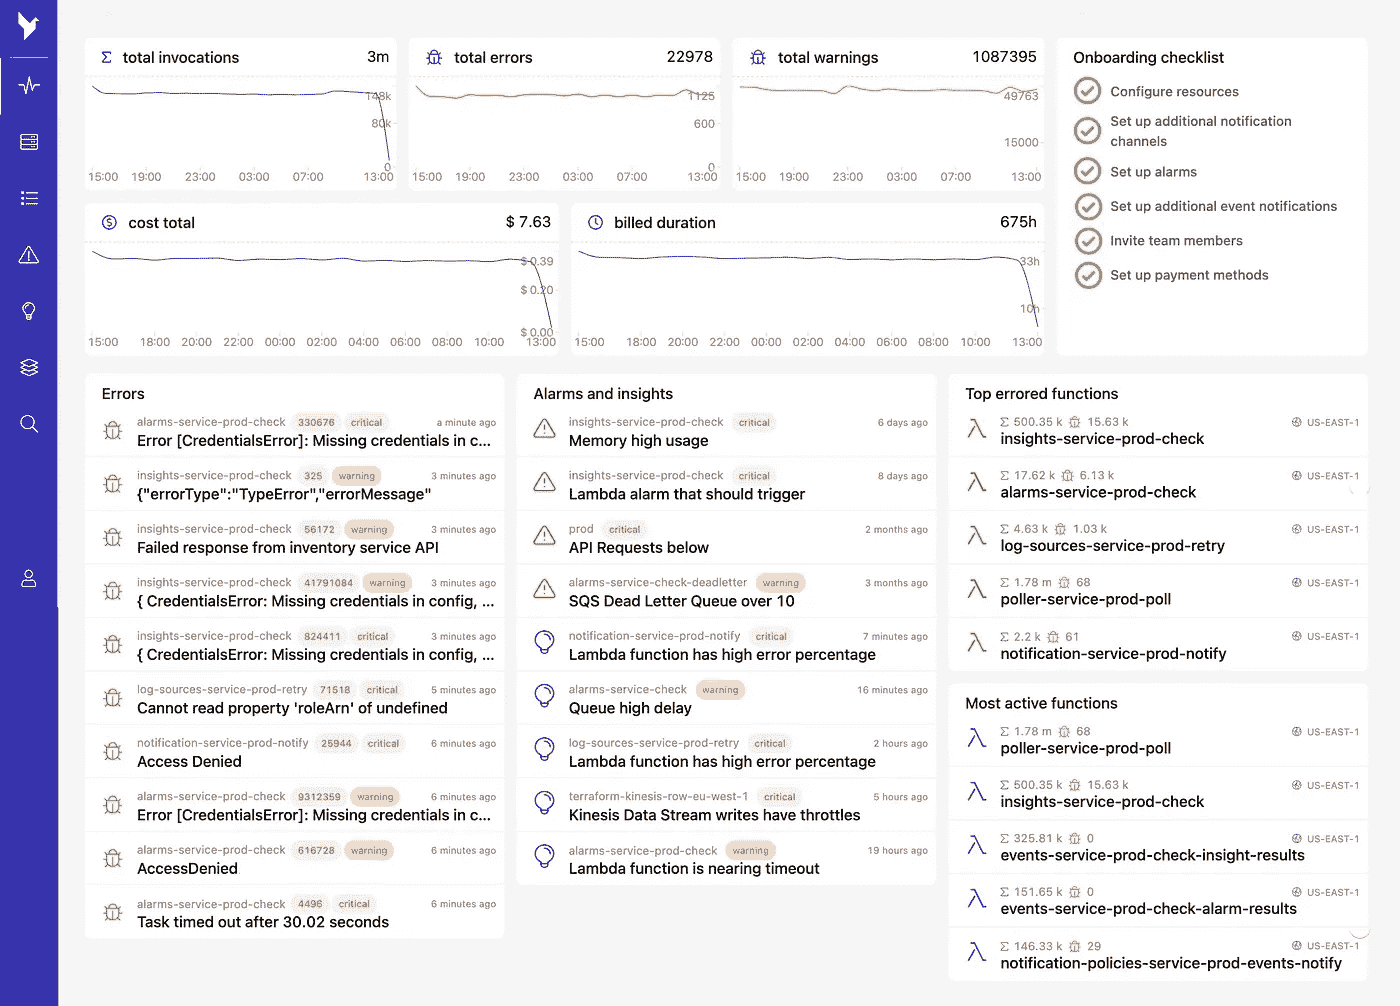 total invocations 3m
148k
80k
0
15:00 19:00 23:00 03:00 07:00 13:00
total errors 22978
1125
600
0
15:00 19:00 23:00 03:00 07:00 13:00
total warnings 1087395
49763
15000
15:00 19:00 23:00 03:00 07:00 13:00
Onboarding checklist
Configure resources
Set up additional notification
channels
Set up alarms
Set up additional event notifications
Invite team members
Set up payment methods
cost total $ 7.63
$ 0.39
$ 0.20
$ 0.00
15:00 18:00 20:00 22:00 00:00 02:00 04:00 06:00 08:00 10:00 13:00
billed duration 675h
33h
10h
15:00 18:00 20:00 22:00 00:00 02:00 04:00 06:00 08:00 10:00 13:00
Errors
alarms-service-prod-check 330676 critical a minute ago
Error [CredentialsError]: Missing credentials in c...
insights-service-prod-check 325 warning 3 minutes ago
{"errorType":"TypeError","errorMessage"
insights-service-prod-check 56172 warning 3 minutes ago
Failed response from inventory service API
insights-service-prod-check 41791084 warning 3 minutes ago
{ CredentialsError: Missing credentials in config, ...
insights-service-prod-check 824411 critical 3 minutes ago
{ CredentialsError: Missing credentials in config, ...
log-sources-service-prod-retry 71518 critical 5 minutes ago
Cannot read property 'roleArn' of undefined
notification-service-prod-notify 25944 critical 6 minutes ago
Access Denied
alarms-service-prod-check 9312359 warning 6 minutes ago
Error [CredentialsError]: Missing credentials in c...
alarms-service-prod-check 616728 warning 6 minutes ago
AccessDenied
alarms-service-prod-check 4496 critical 6 minutes ago
Task timed out after 30.02 seconds
Alarms and insights
insights-service-prod-check critical 6 days ago
Memory high usage
insights-service-prod-check critical 8 days ago
Lambda alarm that should trigger
prod critical 2 months ago
API Requests below
alarms-service-check-deadletter warning 3 months ago
SQS Dead Letter Queue over 10
notification-service-prod-notify critical 7 minutes ago
Lambda function has high error percentage
alarms-service-check warning 16 minutes ago
Queue high delay
log-sources-service-prod-retry critical 2 hours ago
Lambda function has high error percentage
terraform-kinesis-row-eu-west-1 critical 5 hours ago
Kinesis Data Stream writes have throttles
alarms-service-prod-check warning 19 hours ago
Lambda function is nearing timeout
Top errored functions
Σ 500.35 k 15.63 k US-EAST-1
insights-service-prod-check
Σ 17.62 k 6.13 k US-EAST-1
alarms-service-prod-check
Σ 4.63 k 1.03 k US-EAST-1
log-sources-service-prod-retry
Σ 1.78 m 68 US-EAST-1
poller-service-prod-poll
Σ 2.2 k 61 US-EAST-1
notification-service-prod-notify
Most active functions
Σ 1.78 m 68 US-EAST-1
poller-service-prod-poll
Σ 500.35 k 15.63 k US-EAST-1
insights-service-prod-check
Σ 325.81 k 0 US-EAST-1
events-service-prod-check-insight-results
Σ 151.65 k 0 US-EAST-1
events-service-prod-check-alarm-results
Σ 146.33 k 29 US-EAST-1
notification-policies-service-prod-events-notify